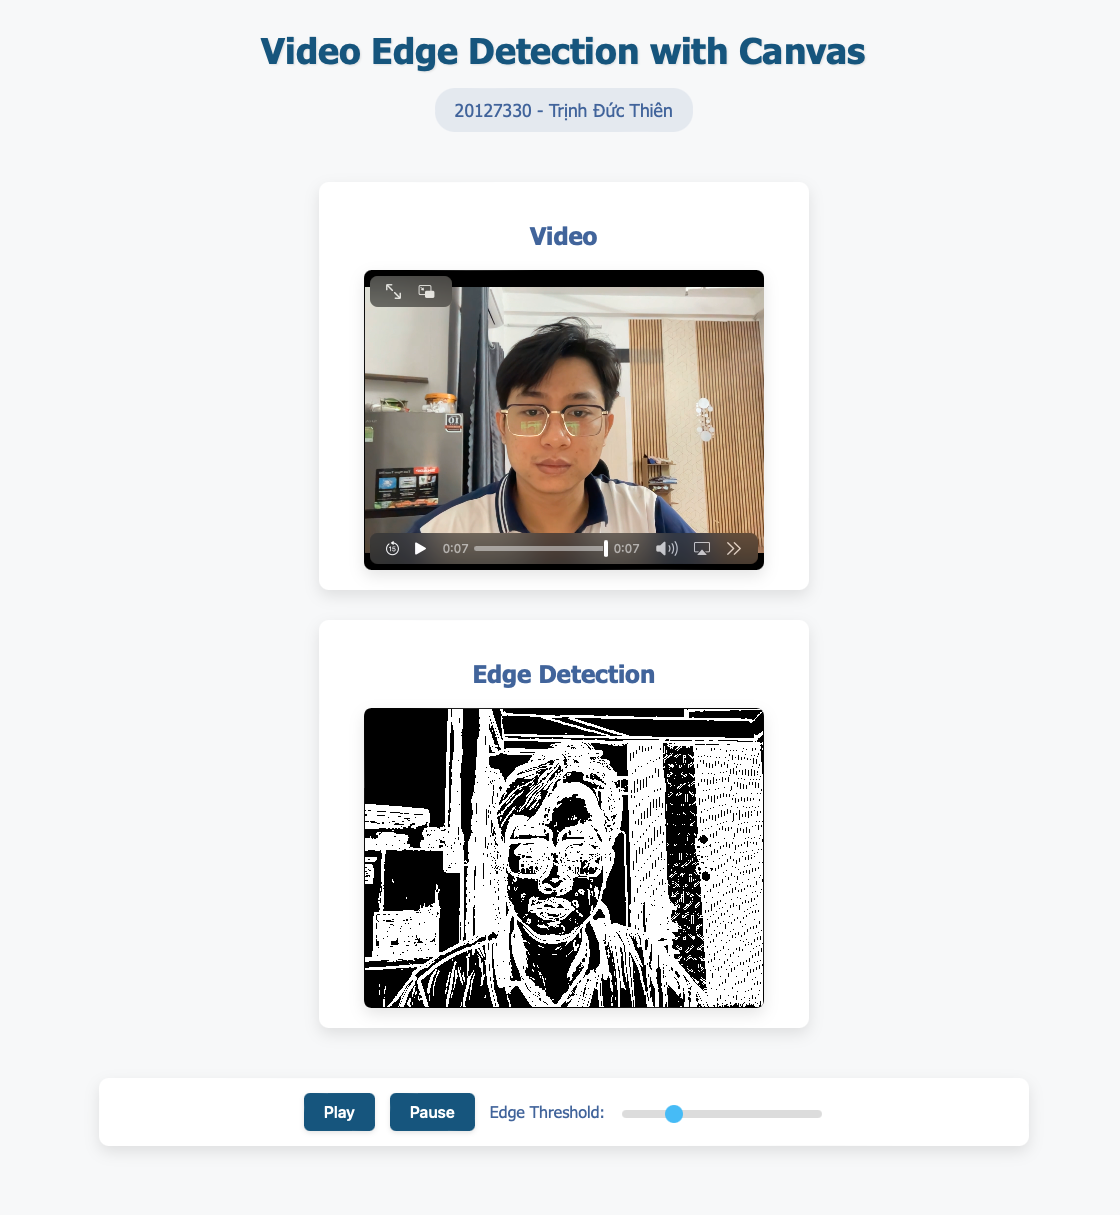 Video Edge Detection with Canvas
20127330 - Trịnh Đức Thiên
Video
15
0:07
0:07
Edge Detection
Play
Pause
Edge Threshold: